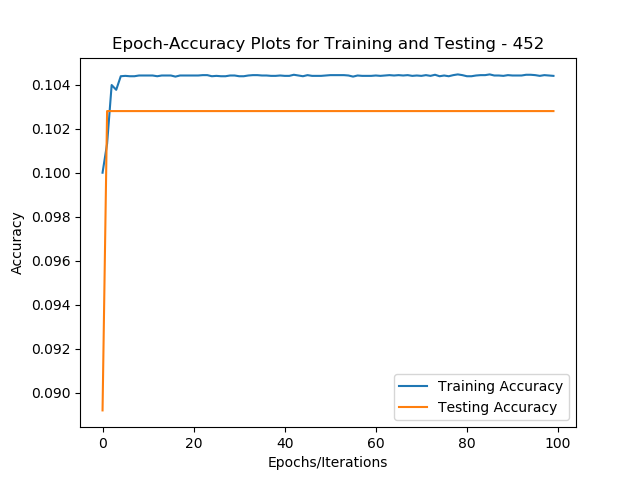 Epoch-Accuracy Plots for Training and Testing - 452
0.104
0.102
0.100
0.098
0.096
0.094
0.092
0.090
Accuracy
Training Accuracy
Testing Accuracy
0 20 40 60 80 100
Epochs/Iterations